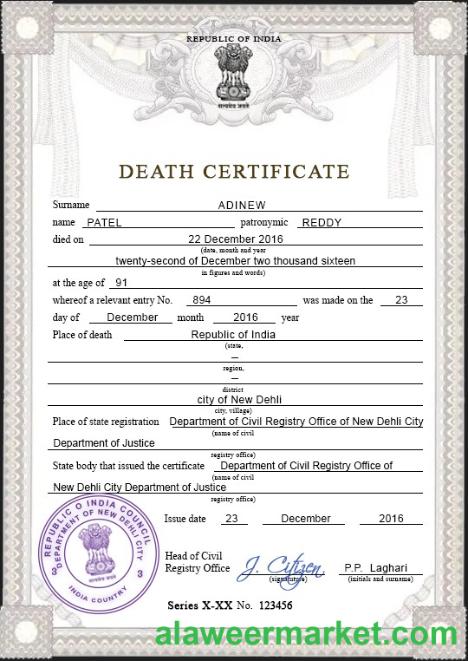 REPUBLIC OF INDIA
सत्यमेव जयते
DEATH CERTIFICATE
Surname ADINEW
name PATEL patronymic REDDY
died on 22 December 2016
(date, month and year
twenty-second of December two thousand sixteen
in figures and words)
at the age of 91
whereof a relevant entry No. 894 was made on the 23
day of December month 2016 year
Place of death Republic of India
(state,
—
region,
—
district
city of New Dehli
city, village)
Place of state registration Department of Civil Registry Office of New Dehli City
(name of civil
Department of Justice
registry office)
State body that issued the certificate Department of Civil Registry Office of
(name of civil
New Dehli City Department of Justice
registry office)
REPUBLIC O INDIA COUNCIL
DEPARTMENT OF NEW DEHLI CITY
3 3
सत्यमेव जयते
INDIA COUNTRY
Issue date 23 December 2016
Head of Civil
Registry Office J. Citizen P.P. Laghari
(signature) (initials and surname)
Series X-XX No. 123456
alaweermarket.com